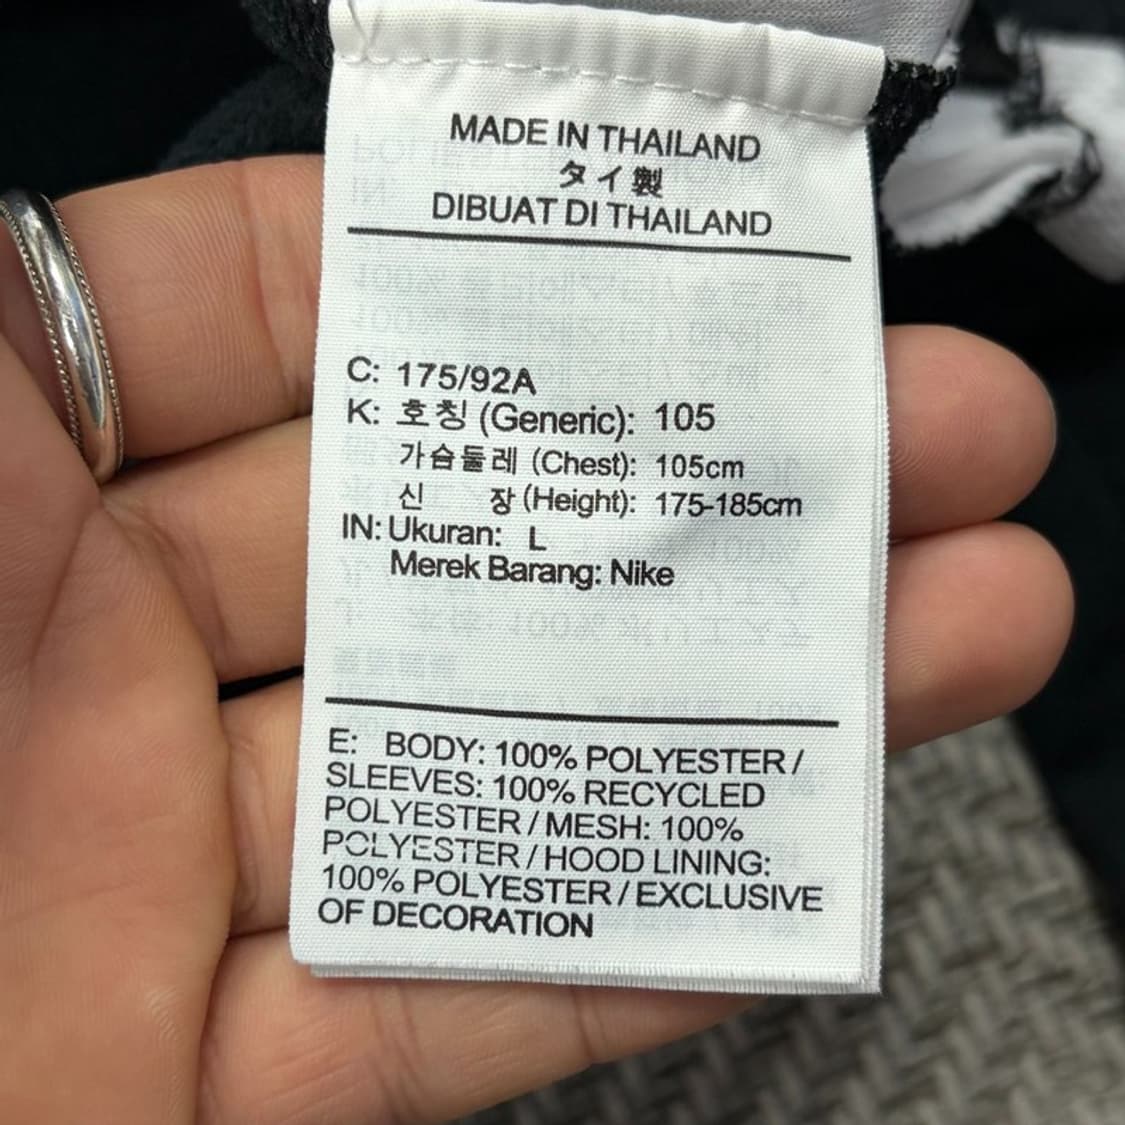 MADE IN THAILAND
タイ製
DIBUAT DI THAILAND
C: 175/92A
K: 호칭 (Generic): 105
가슴둘레 (Chest): 105cm
신 장 (Height): 175-185cm
IN: Ukuran: L
Merek Barang: Nike
E: BODY: 100% POLYESTER /
SLEEVES: 100% RECYCLED
POLYESTER / MESH: 100%
POLYESTER / HOOD LINING:
100% POLYESTER / EXCLUSIVE
OF DECORATION